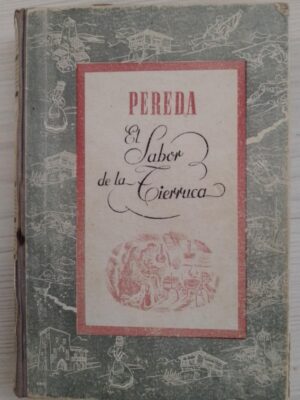 PEREDA
El Sabor
de la Tierruca